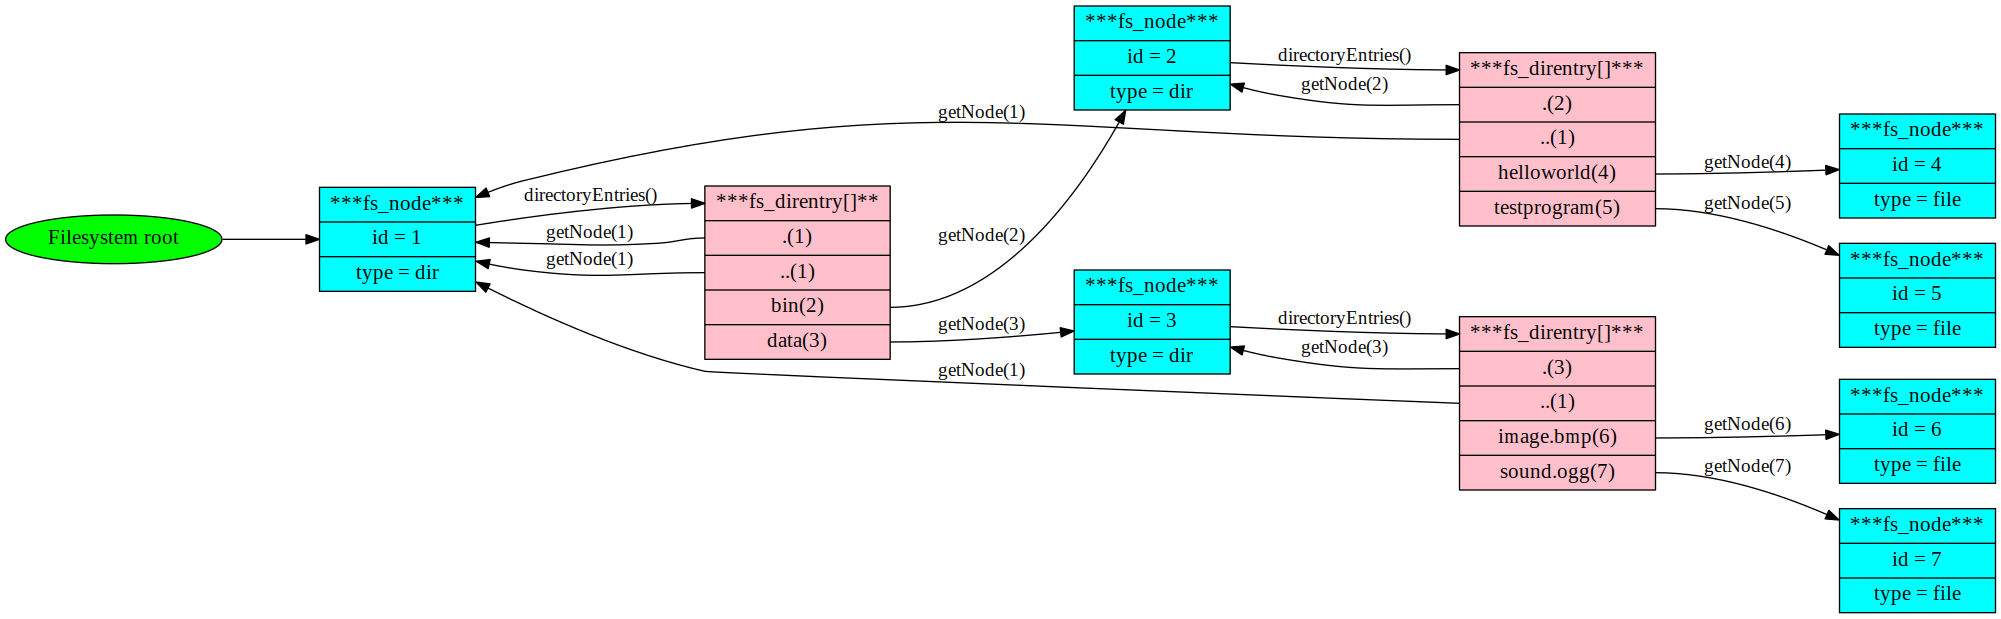 Filesystem root
***fs_node***
id = 1
type = dir
directoryEntries()
getNode(1)
getNode(1)
***fs_direntry[]**
.(1)
..(1)
bin(2)
data(3)
getNode(1)
getNode(2)
getNode(3)
getNode(1)
***fs_node***
id = 2
type = dir
directoryEntries()
getNode(2)
***fs_node***
id = 3
type = dir
directoryEntries()
getNode(3)
***fs_direntry[]***
.(2)
..(1)
helloworld(4)
testprogram(5)
***fs_direntry[]***
.(3)
..(1)
image.bmp(6)
sound.ogg(7)
getNode(4)
getNode(5)
getNode(6)
getNode(7)
***fs_node***
id = 4
type = file
***fs_node***
id = 5
type = file
***fs_node***
id = 6
type = file
***fs_node***
id = 7
type = file